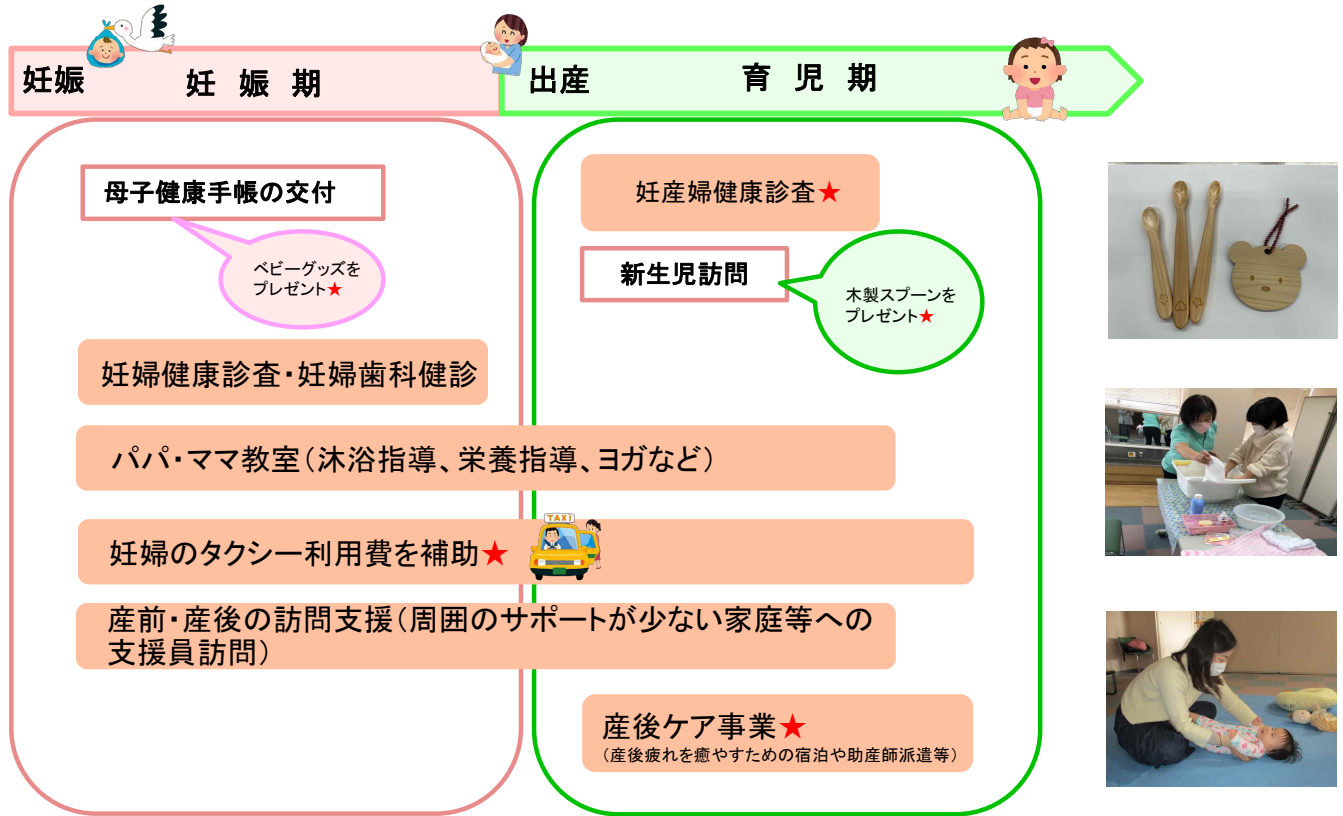 妊娠
妊娠期
出産
育児期
母子健康手帳の交付
ベビーグッズを
プレゼント★
妊婦健康診査・妊婦歯科健診
妊産婦健康診査★
新生児訪問
木製スプーンを
プレゼント★
パパ・ママ教室(沐浴指導、栄養指導、ヨガなど)
妊婦のタクシー利用費を補助★
TAXI
産前・産後の訪問支援(周囲のサポートが少ない家庭等への
支援員訪問)
産後ケア事業★
(産後疲れを癒やすための宿泊や助産師派遣等)